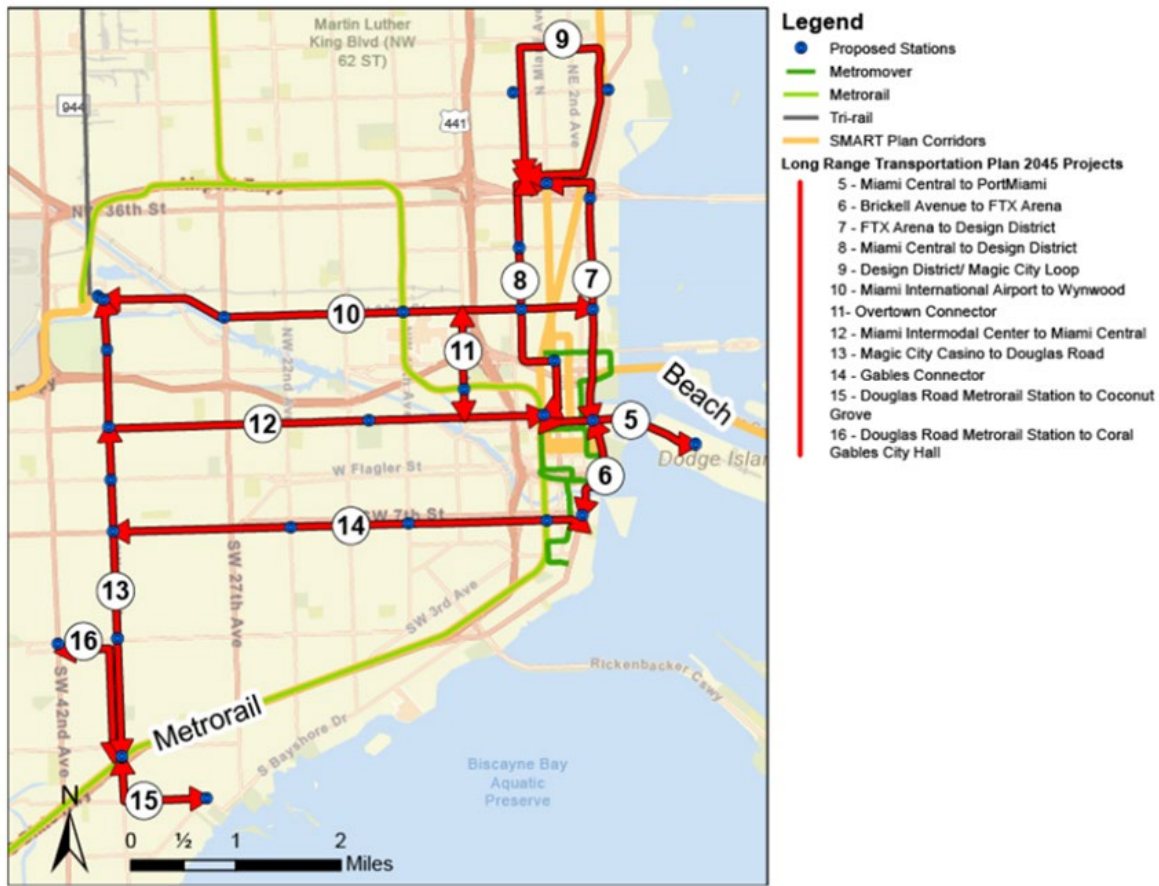 Martin Luther
King Blvd (NW
62 ST)
N Miami Av
NE 2nd Ave
9
944
441
NW 36th St
8
7
10
11
NW 22nd Ave
12
5
Beach
W Flagler St
Dodge Islan
6
SW 7th St
14
13
SW 27th Ave
SW 3rd Ave
16
Rickenbacker Cswy
SW 42nd Ave
Metrorail
S Bayshore Dr
Biscayne Bay
Aquatic
Preserve
15
N
0 ½ 1 2
Miles
Legend
Proposed Stations
Metromover
Metrorail
Tri-rail
SMART Plan Corridors
Long Range Transportation Plan 2045 Projects
5 - Miami Central to PortMiami
6 - Brickell Avenue to FTX Arena
7 - FTX Arena to Design District
8 - Miami Central to Design District
9 - Design District/ Magic City Loop
10 - Miami International Airport to Wynwood
11- Overtown Connector
12 - Miami Intermodal Center to Miami Central
13 - Magic City Casino to Douglas Road
14 - Gables Connector
15 - Douglas Road Metrorail Station to Coconut
Grove
16 - Douglas Road Metrorail Station to Coral
Gables City Hall